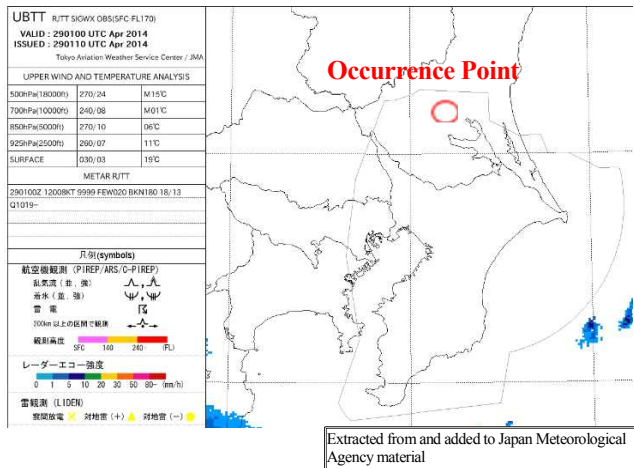 UBTT RJTT SIGWX OBS(SFC-FL170)
VALID : 290100 UTC Apr 2014
ISSUED : 290110 UTC Apr 2014
Tokyo Aviation Weather Service Center / JMA
UPPER WIND AND TEMPERATURE ANALYSIS
500hPa(18000ft) 270/24 M15℃
700hPa(10000ft) 240/08 M01℃
850hPa(5000ft) 270/10 06℃
925hPa(2500ft) 260/07 11℃
SURFACE 030/03 19℃
METAR RJTT
290100Z 12008KT 9999 FEW020 BKN180 18/13
Q1019=
凡例(symbols)
航空機観測 (PIREP/ARS/C-PIREP)
乱気流 (並, 強)
着氷 (並, 強)
雷電
200km 以上の区間で観測
観測高度 SFC 140 240 (FL)
レーダーエコー強度
0 1 5 10 20 30 50 80- (mm/h)
雷観測 (LIDEN)
雲間放電 対地雷 (+) 対地雷 (−)
Occurrence Point
Extracted from and added to Japan Meteorological
Agency material